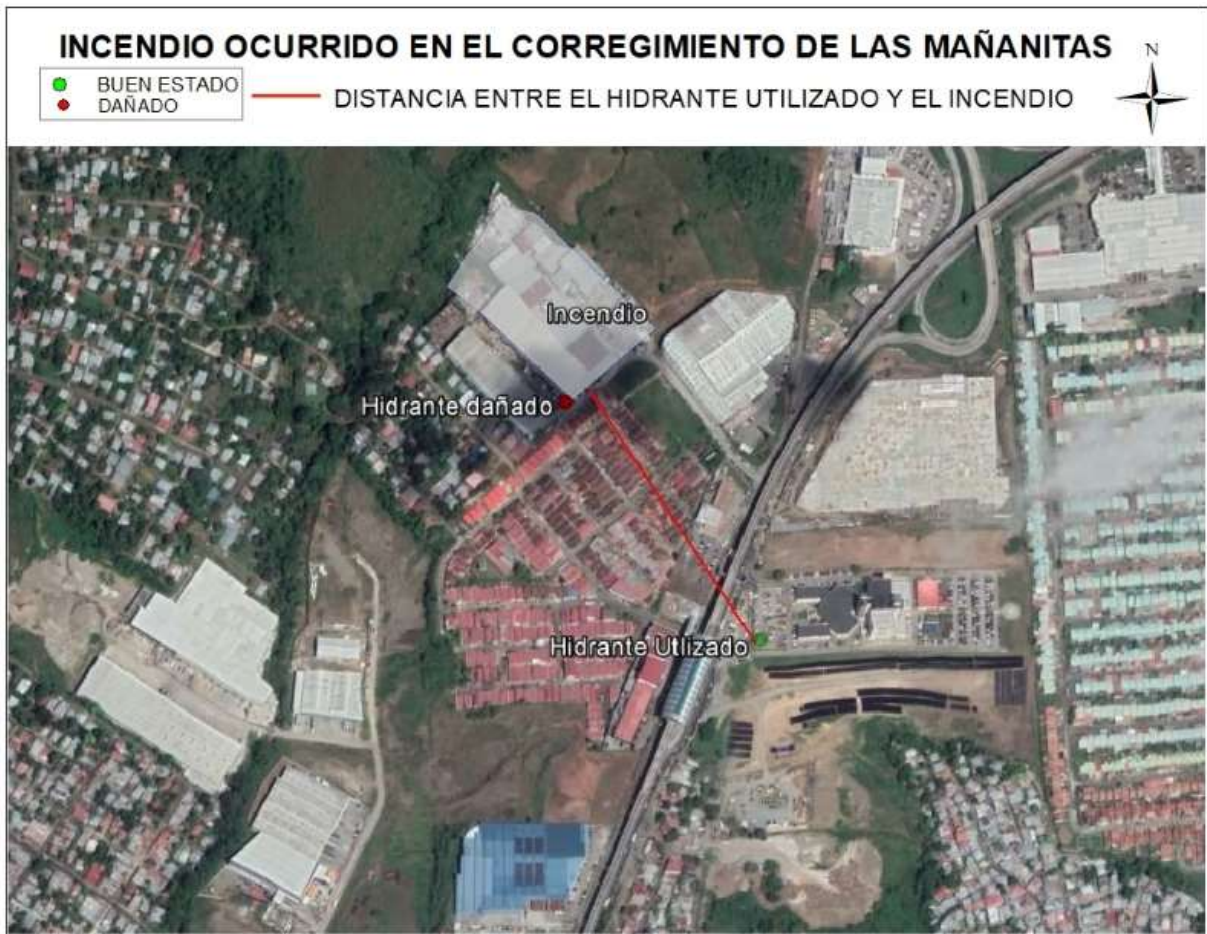 INCENDIO OCURRIDO EN EL CORREGIMIENTO DE LAS MAÑANITAS
N
BUEN ESTADO
DAÑADO
DISTANCIA ENTRE EL HIDRANTE UTILIZADO Y EL INCENDIO
Incendio
Hidrante dañado
Hidrante Utlizado